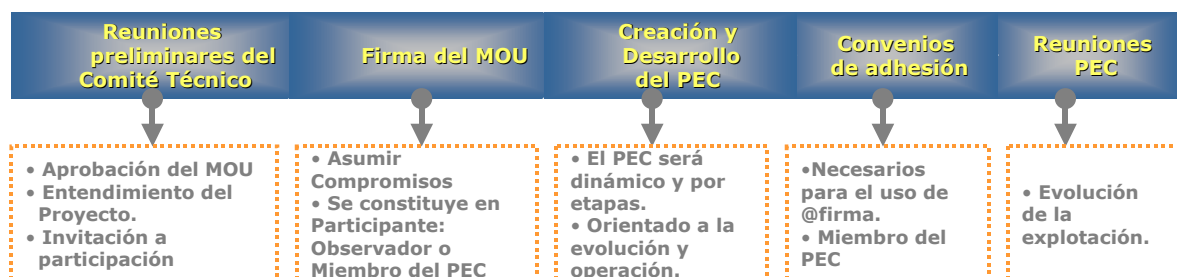 Reuniones
preliminares del
Comité Técnico
Firma del MOU
Creación y
Desarrollo
del PEC
Convenios
de adhesión
Reuniones
PEC
• Aprobación del MOU
• Entendimiento del
Proyecto.
• Invitación a
participación
• Asumir
Compromisos
• Se constituye en
Participante:
Observador o
Miembro del PEC
• El PEC será
dinámico y por
etapas.
• Orientado a la
evolución y
operación.
•Necesarios
para el uso de
@firma.
• Miembro del
PEC
• Evolución
de la
explotación.